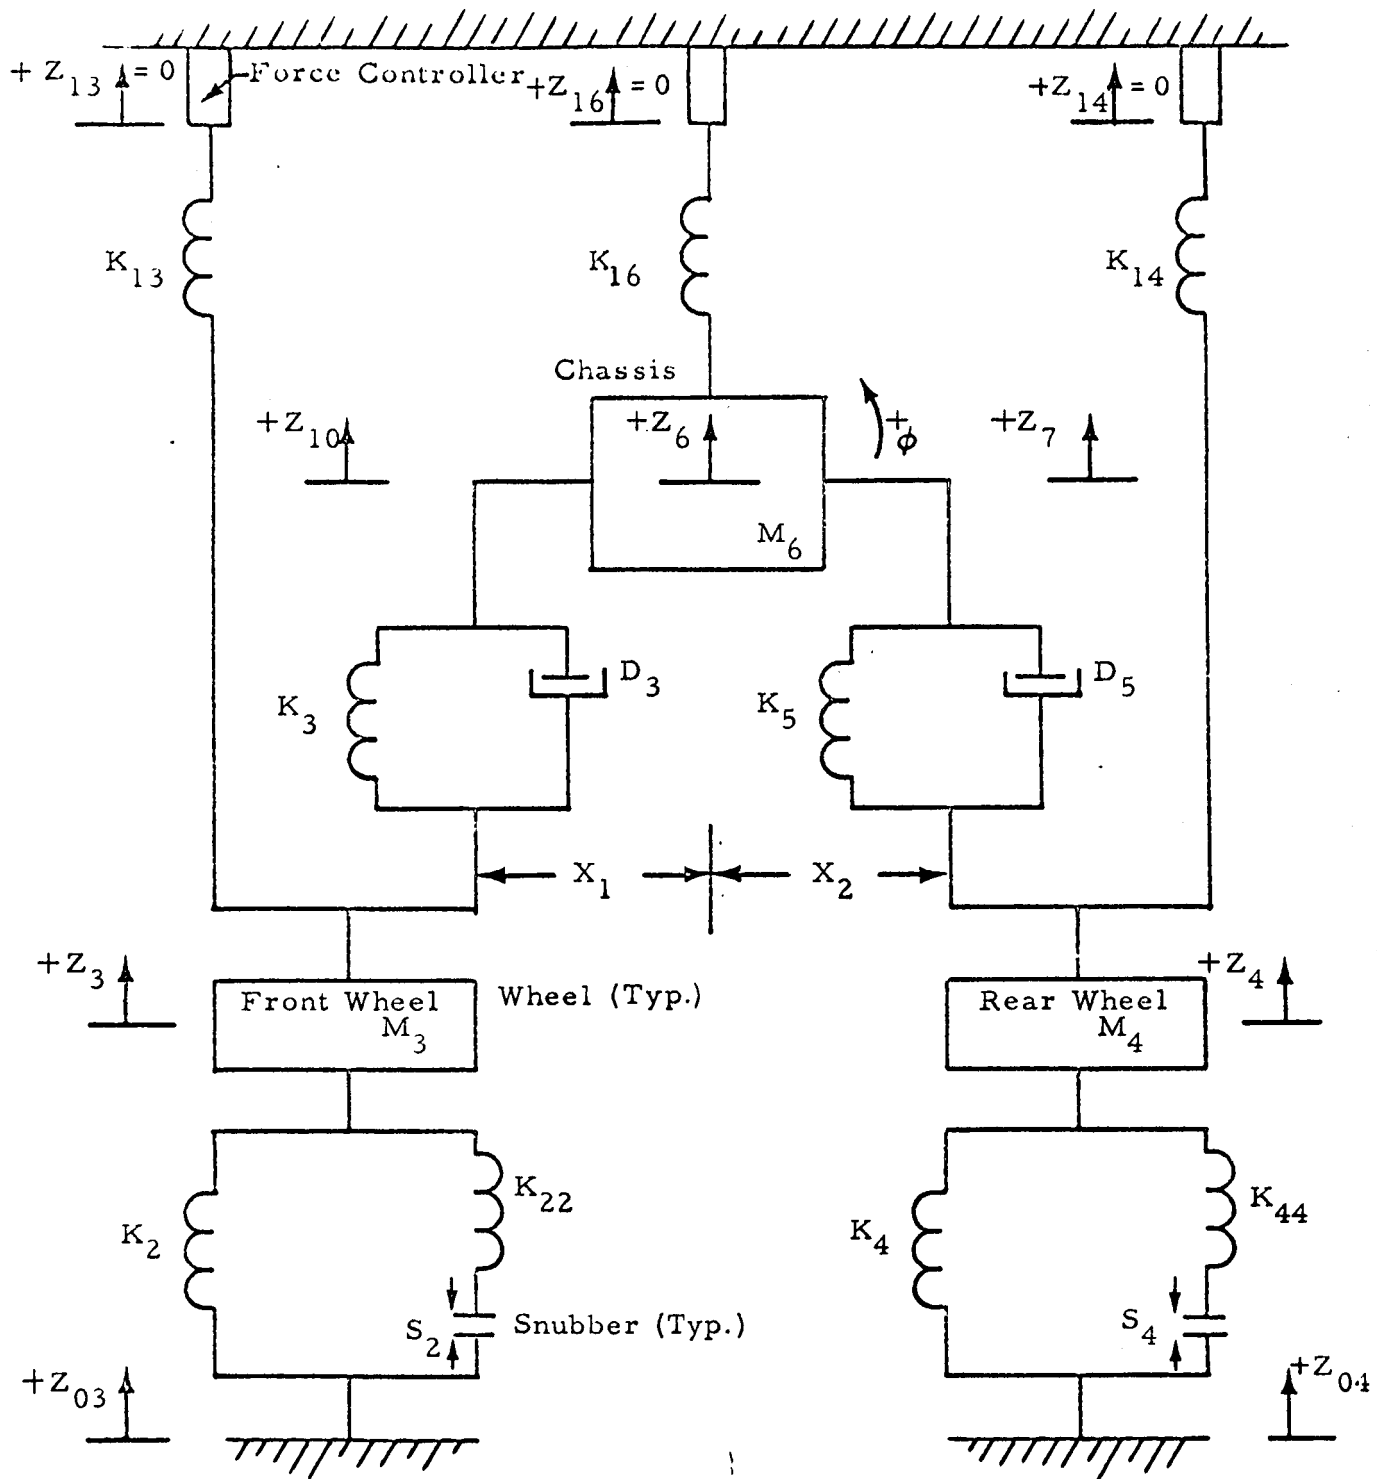 +Z13 = 0
Force Controller
+Z16 = 0
+Z14 = 0
K13
K16
K14
Chassis
+Z10
+Z6
+ϕ
+Z7
M6
K3
D3
K5
D5
X1
X2
+Z3
Front Wheel
M3
Wheel (Typ.)
Rear Wheel
M4
+Z4
K2
K22
K4
K44
S2
Snubber (Typ.)
S4
+Z03
+Z04